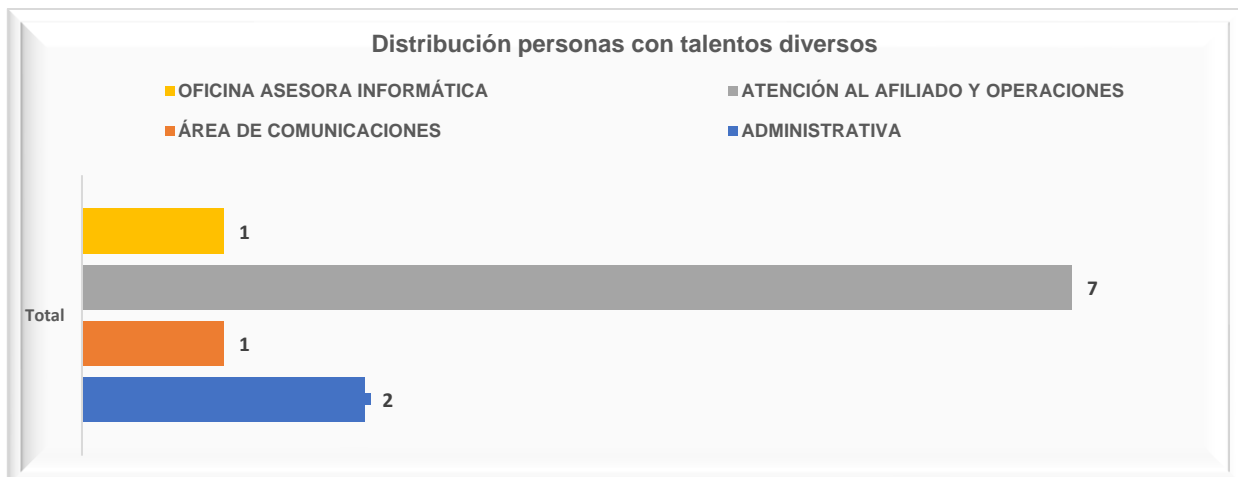 Distribución personas con talentos diversos
OFICINA ASESORA INFORMÁTICA
ATENCIÓN AL AFILIADO Y OPERACIONES
ÁREA DE COMUNICACIONES
ADMINISTRATIVA
1
7
Total
1
2